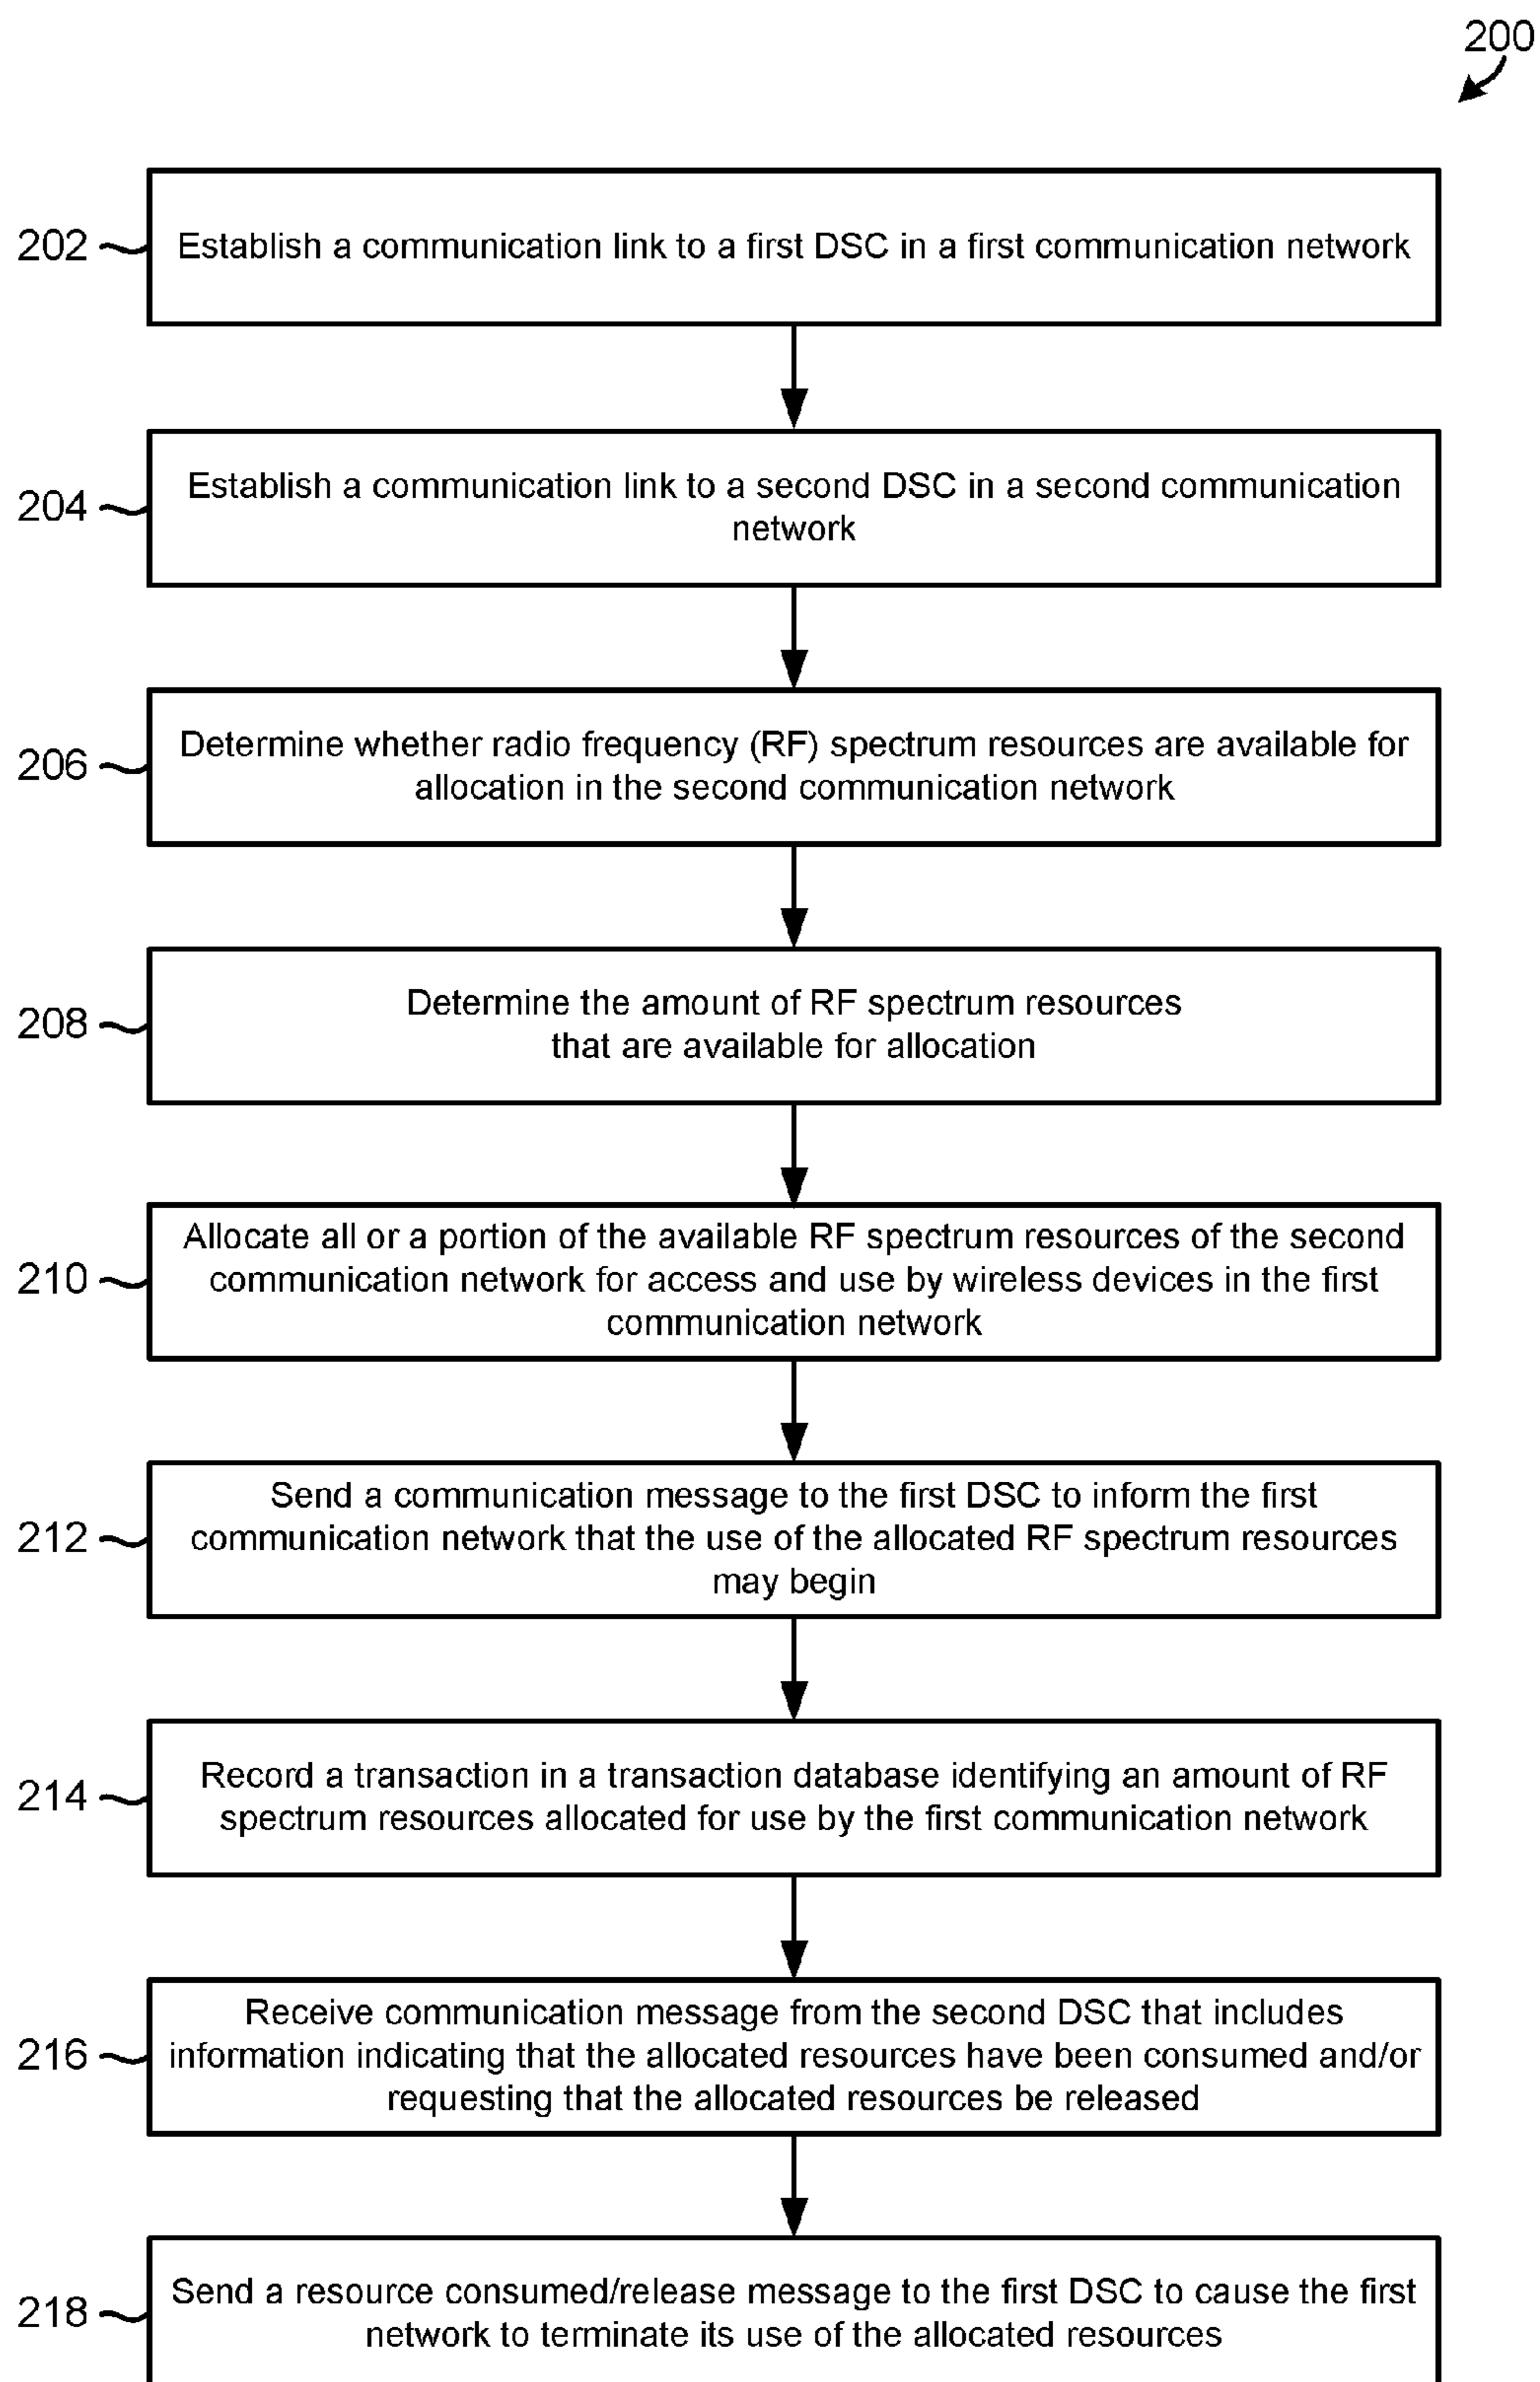 200
202
Establish a communication link to a first DSC in a first communication network
204
Establish a communication link to a second DSC in a second communication
network
206
Determine whether radio frequency (RF) spectrum resources are available for
allocation in the second communication network
208
Determine the amount of RF spectrum resources
that are available for allocation
210
Allocate all or a portion of the available RF spectrum resources of the second
communication network for access and use by wireless devices in the first
communication network
212
Send a communication message to the first DSC to inform the first
communication network that the use of the allocated RF spectrum resources
may begin
214
Record a transaction in a transaction database identifying an amount of RF
spectrum resources allocated for use by the first communication network
216
Receive communication message from the second DSC that includes
information indicating that the allocated resources have been consumed and/or
requesting that the allocated resources be released
218
Send a resource consumed/release message to the first DSC to cause the first
network to terminate its use of the allocated resources